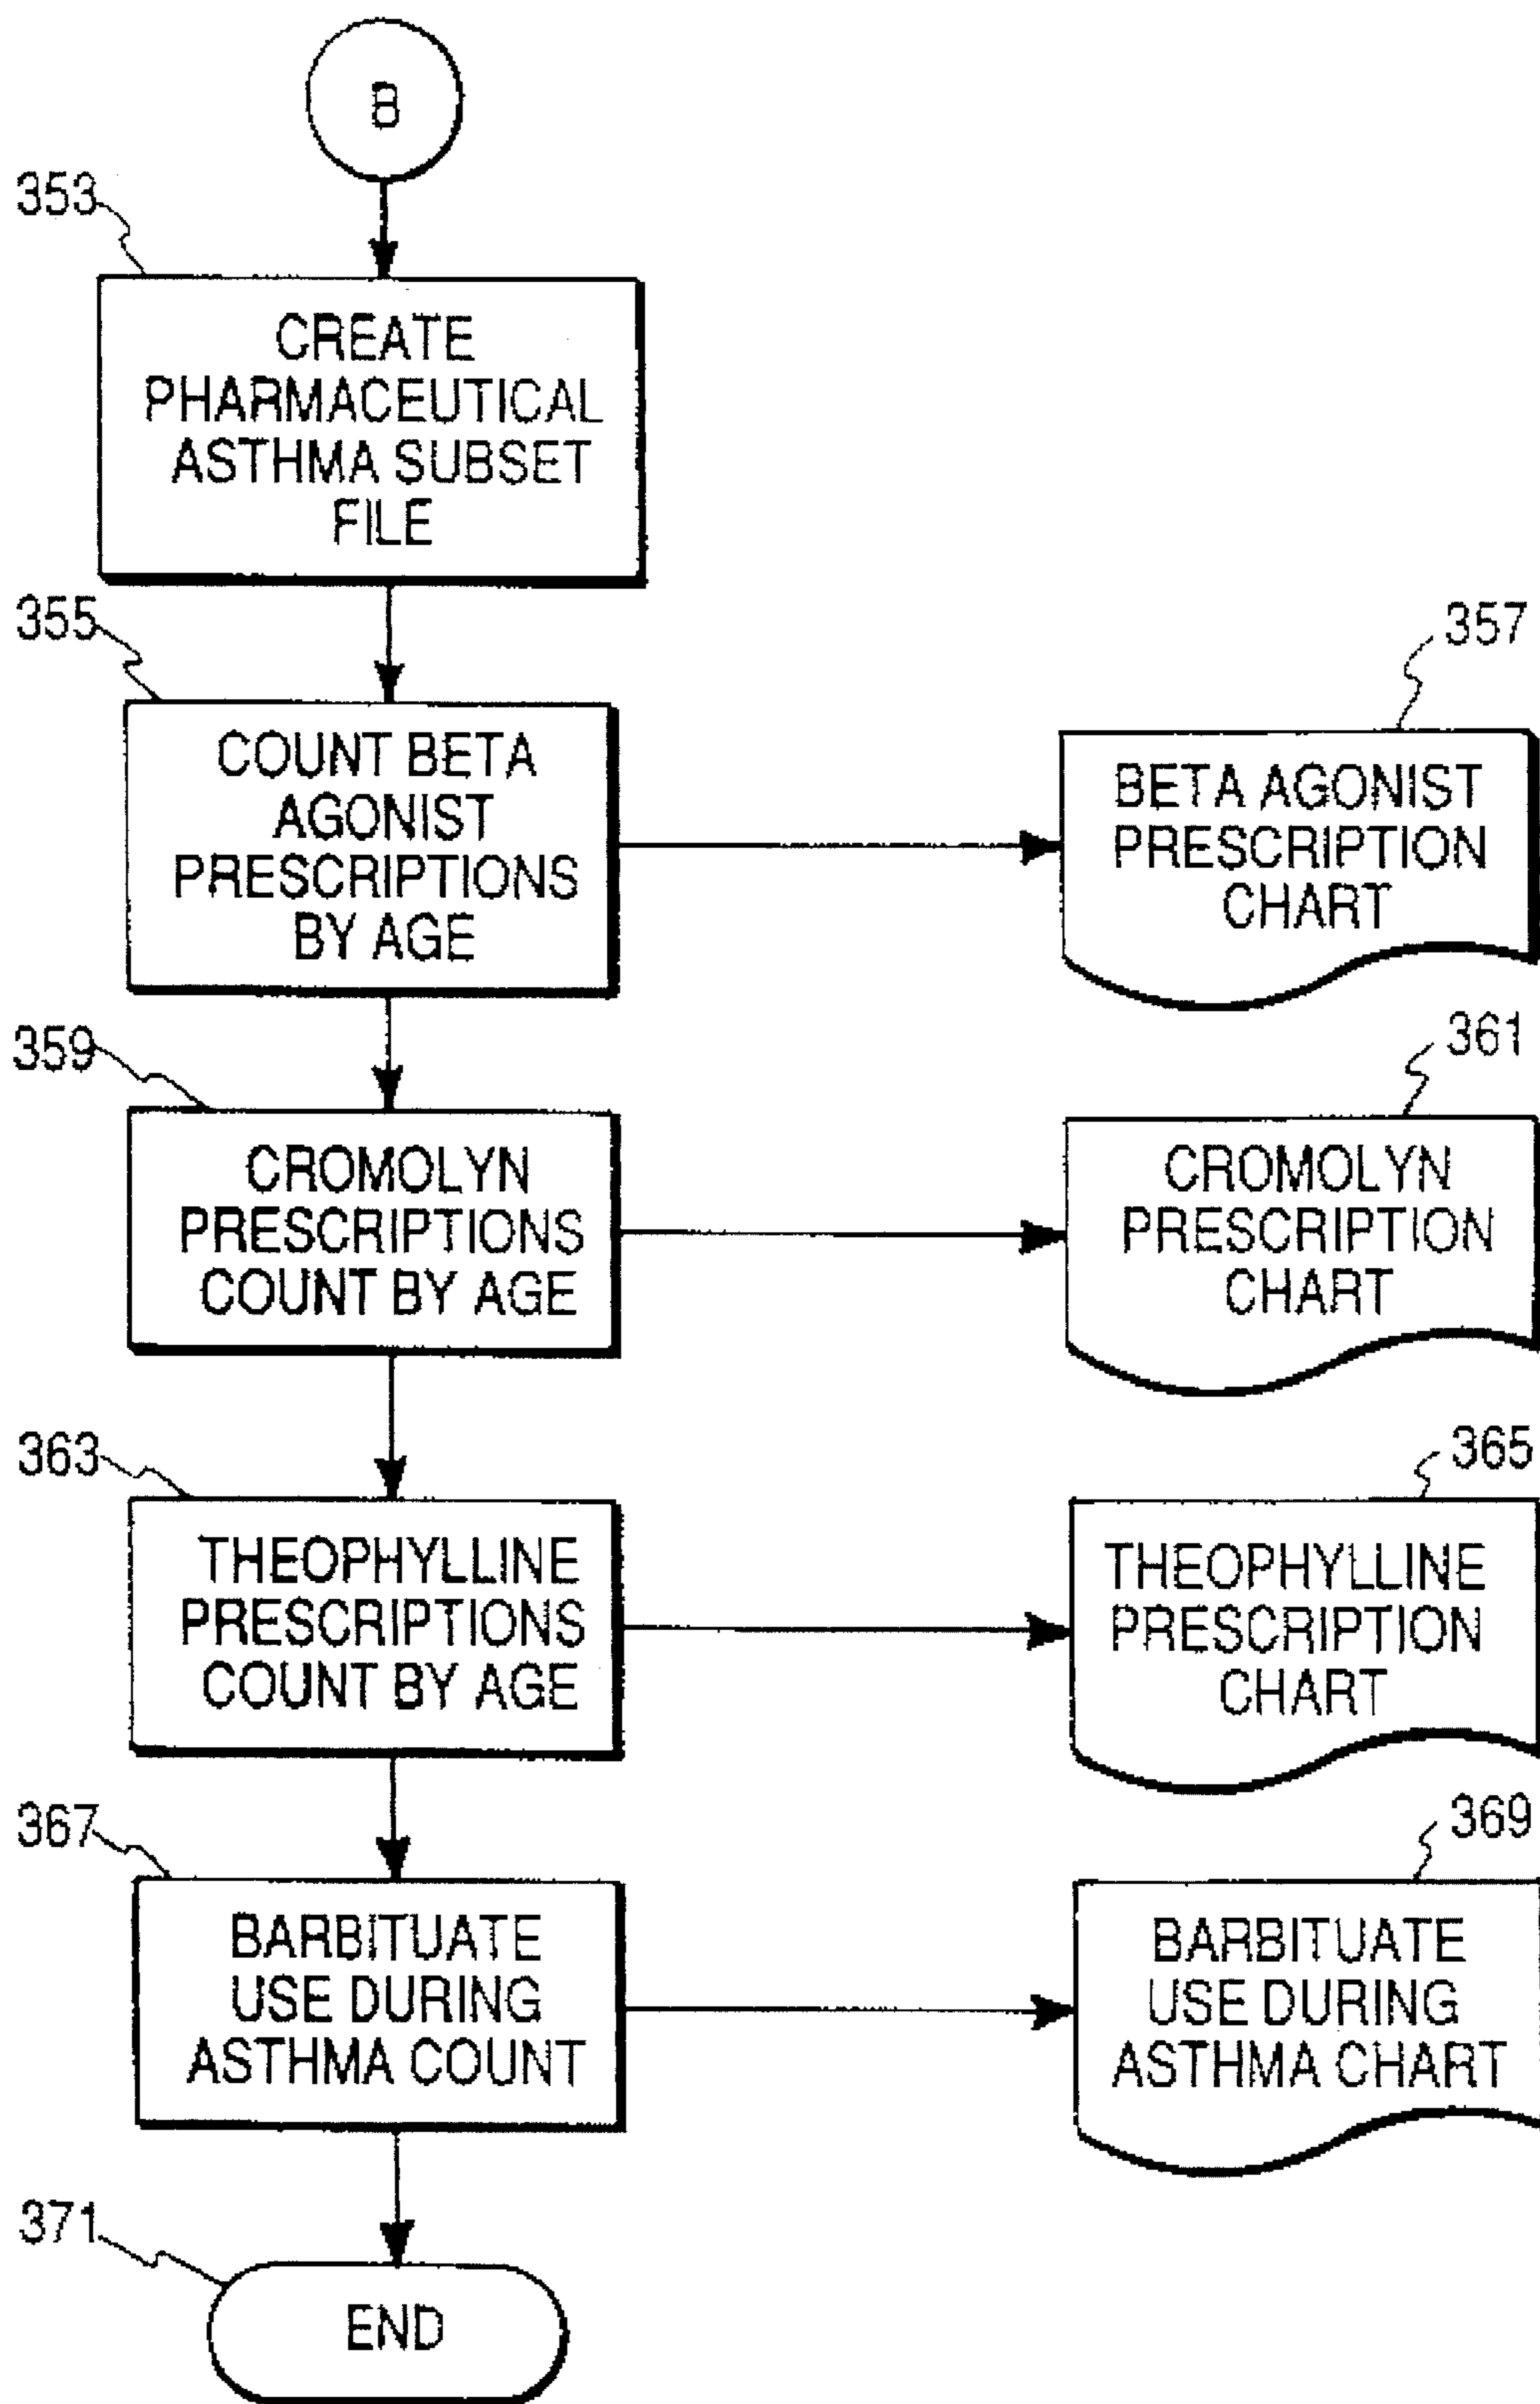 B
353
CREATE
PHARMACEUTICAL
ASTHMA SUBSET
FILE
355
COUNT BETA
AGONIST
PRESCRIPTIONS
BY AGE
357
BETA AGONIST
PRESCRIPTION
CHART
359
CROMOLYN
PRESCRIPTIONS
COUNT BY AGE
361
CROMOLYN
PRESCRIPTION
CHART
363
THEOPHYLLINE
PRESCRIPTIONS
COUNT BY AGE
365
THEOPHYLLINE
PRESCRIPTION
CHART
367
BARBITUATE
USE DURING
ASTHMA COUNT
369
BARBITUATE
USE DURING
ASTHMA CHART
371
END